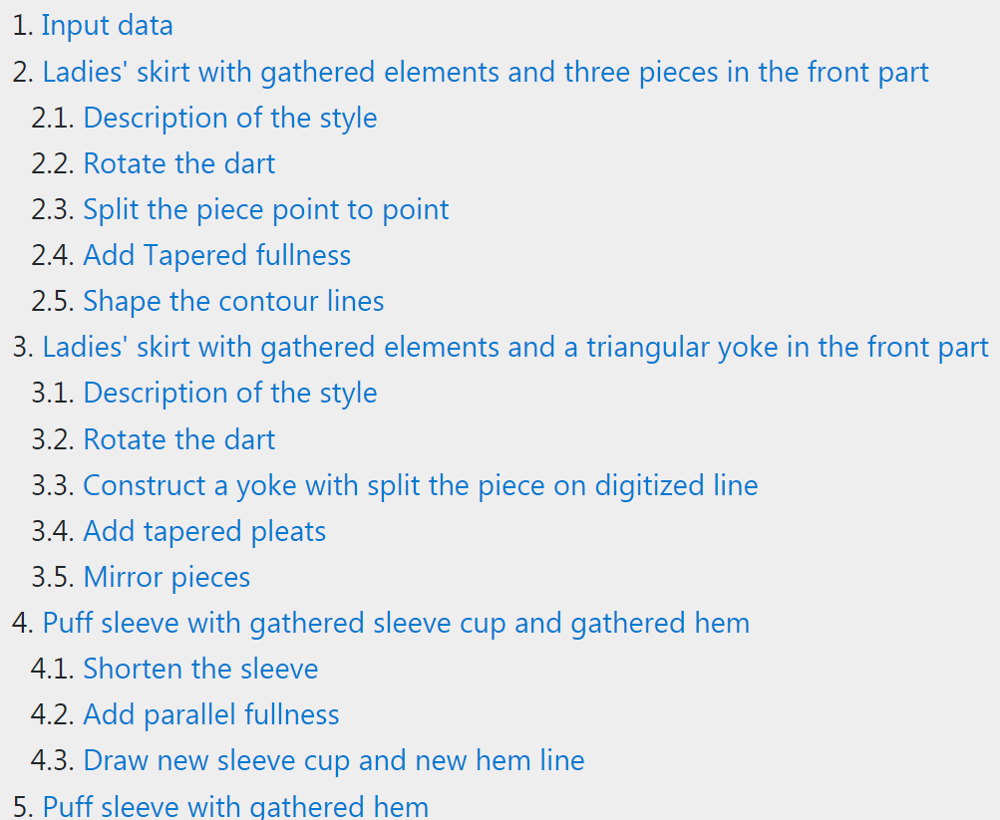 1. Input data
2. Ladies' skirt with gathered elements and three pieces in the front part
2.1. Description of the style
2.2. Rotate the dart
2.3. Split the piece point to point
2.4. Add Tapered fullness
2.5. Shape the contour lines
3. Ladies' skirt with gathered elements and a triangular yoke in the front part
3.1. Description of the style
3.2. Rotate the dart
3.3. Construct a yoke with split the piece on digitized line
3.4. Add tapered pleats
3.5. Mirror pieces
4. Puff sleeve with gathered sleeve cup and gathered hem
4.1. Shorten the sleeve
4.2. Add parallel fullness
4.3. Draw new sleeve cup and new hem line
5. Puff sleeve with gathered hem